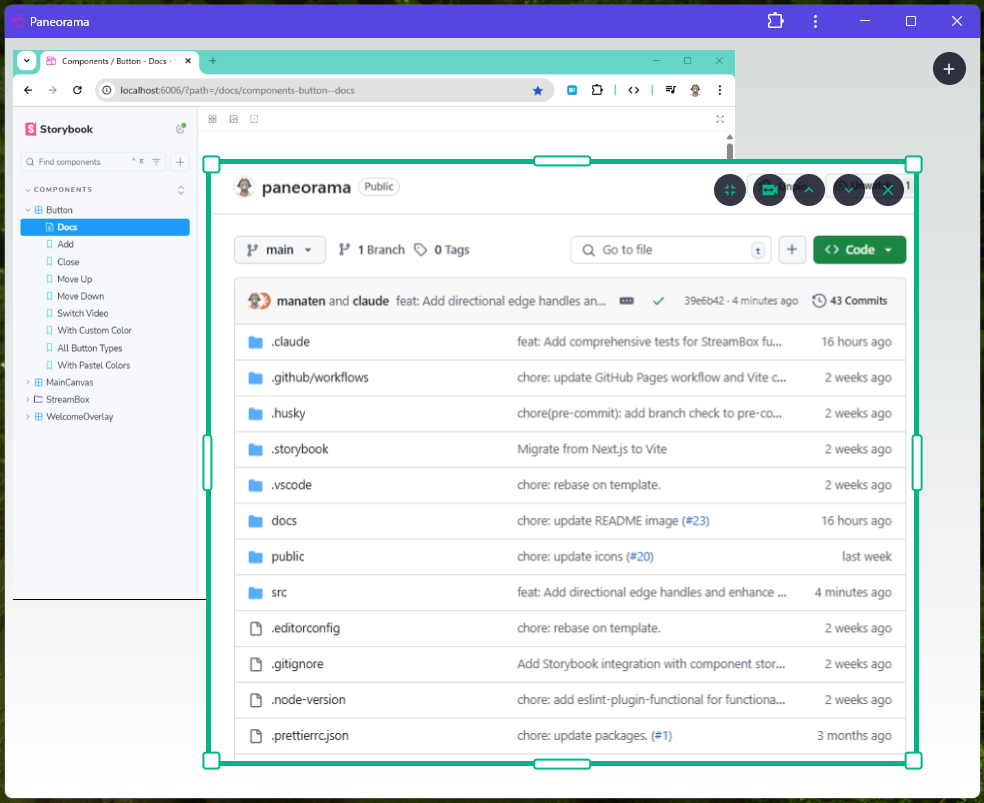 Paneorama
Components / Button - Docs ·
localhost:6006/?path=/docs/components-button--docs
Storybook
Find components
^ K
COMPONENTS
Button
Docs
Add
Close
Move Up
Move Down
Switch Video
With Custom Color
All Button Types
With Pastel Colors
MainCanvas
StreamBox
WelcomeOverlay
paneorama Public
1
main 1 Branch 0 Tags Go to file t Code
manaten and claude feat: Add directional edge handles an... 39e6b42 · 4 minutes ago 43 Commits
.claude feat: Add comprehensive tests for StreamBox fu... 16 hours ago
.github/workflows chore: update GitHub Pages workflow and Vite c... 2 weeks ago
.husky chore(pre-commit): add branch check to pre-co... 2 weeks ago
.storybook Migrate from Next.js to Vite 2 weeks ago
.vscode chore: rebase on template. 2 weeks ago
docs chore: update README image (#23) 16 hours ago
public chore: update icons (#20) last week
src feat: Add directional edge handles and enhance ... 4 minutes ago
.editorconfig chore: rebase on template. 2 weeks ago
.gitignore Add Storybook integration with component stor... 2 weeks ago
.node-version chore: add eslint-plugin-functional for functiona... 2 weeks ago
.prettierrc.json chore: update packages. (#1) 3 months ago